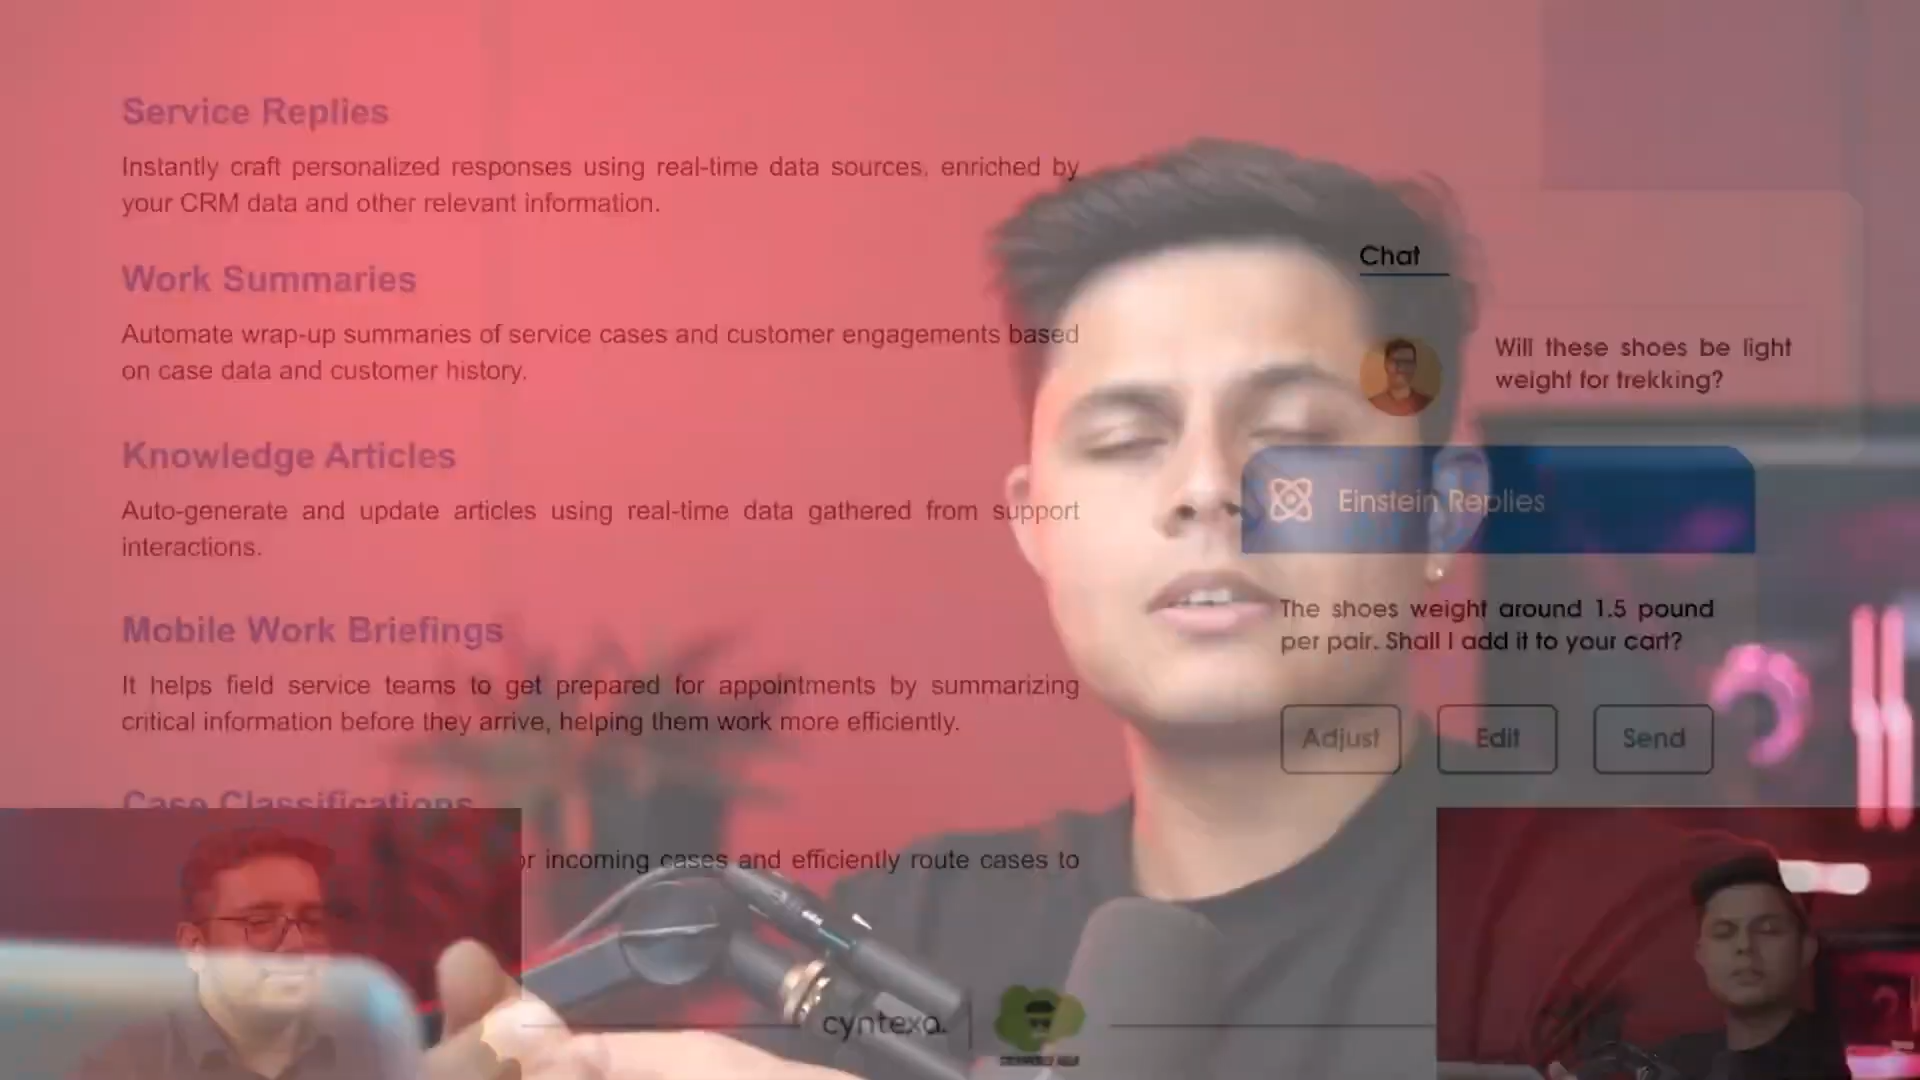 Service Replies
Instantly craft personalized responses using real-time data sources, enriched by
your CRM data and other relevant information.
Work Summaries
Automate wrap-up summaries of service cases and customer engagements based
on case data and customer history.
Knowledge Articles
Auto-generate and update articles using real-time data gathered from support
interactions.
Mobile Work Briefings
It helps field service teams to get prepared for appointments by summarizing
critical information before they arrive, helping them work more efficiently.
Case Classifications
incoming cases and efficiently route cases to
Chat
Will these shoes be light
weight for trekking?
Einstein Replies
The shoes weight around 1.5 pound
per pair. Shall I add it to your cart?
Adjust
Edit
Send
cyntexa.